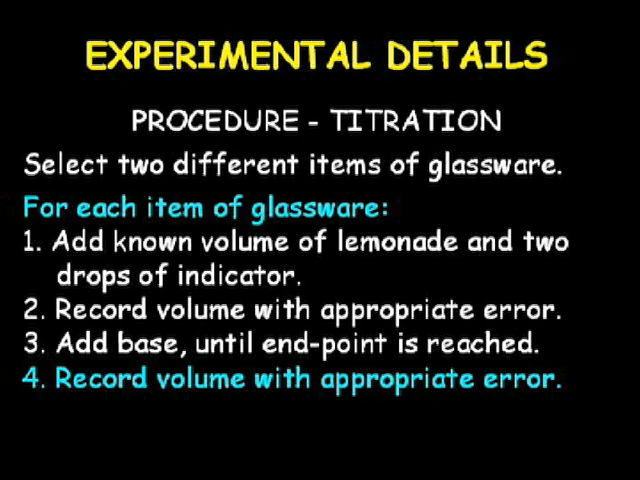 EXPERIMENTAL DETAILS
PROCEDURE - TITRATION
Select two different items of glassware.
For each item of glassware:
1. Add known volume of lemonade and two
drops of indicator.
2. Record volume with appropriate error.
3. Add base, until end-point is reached.
4. Record volume with appropriate error.